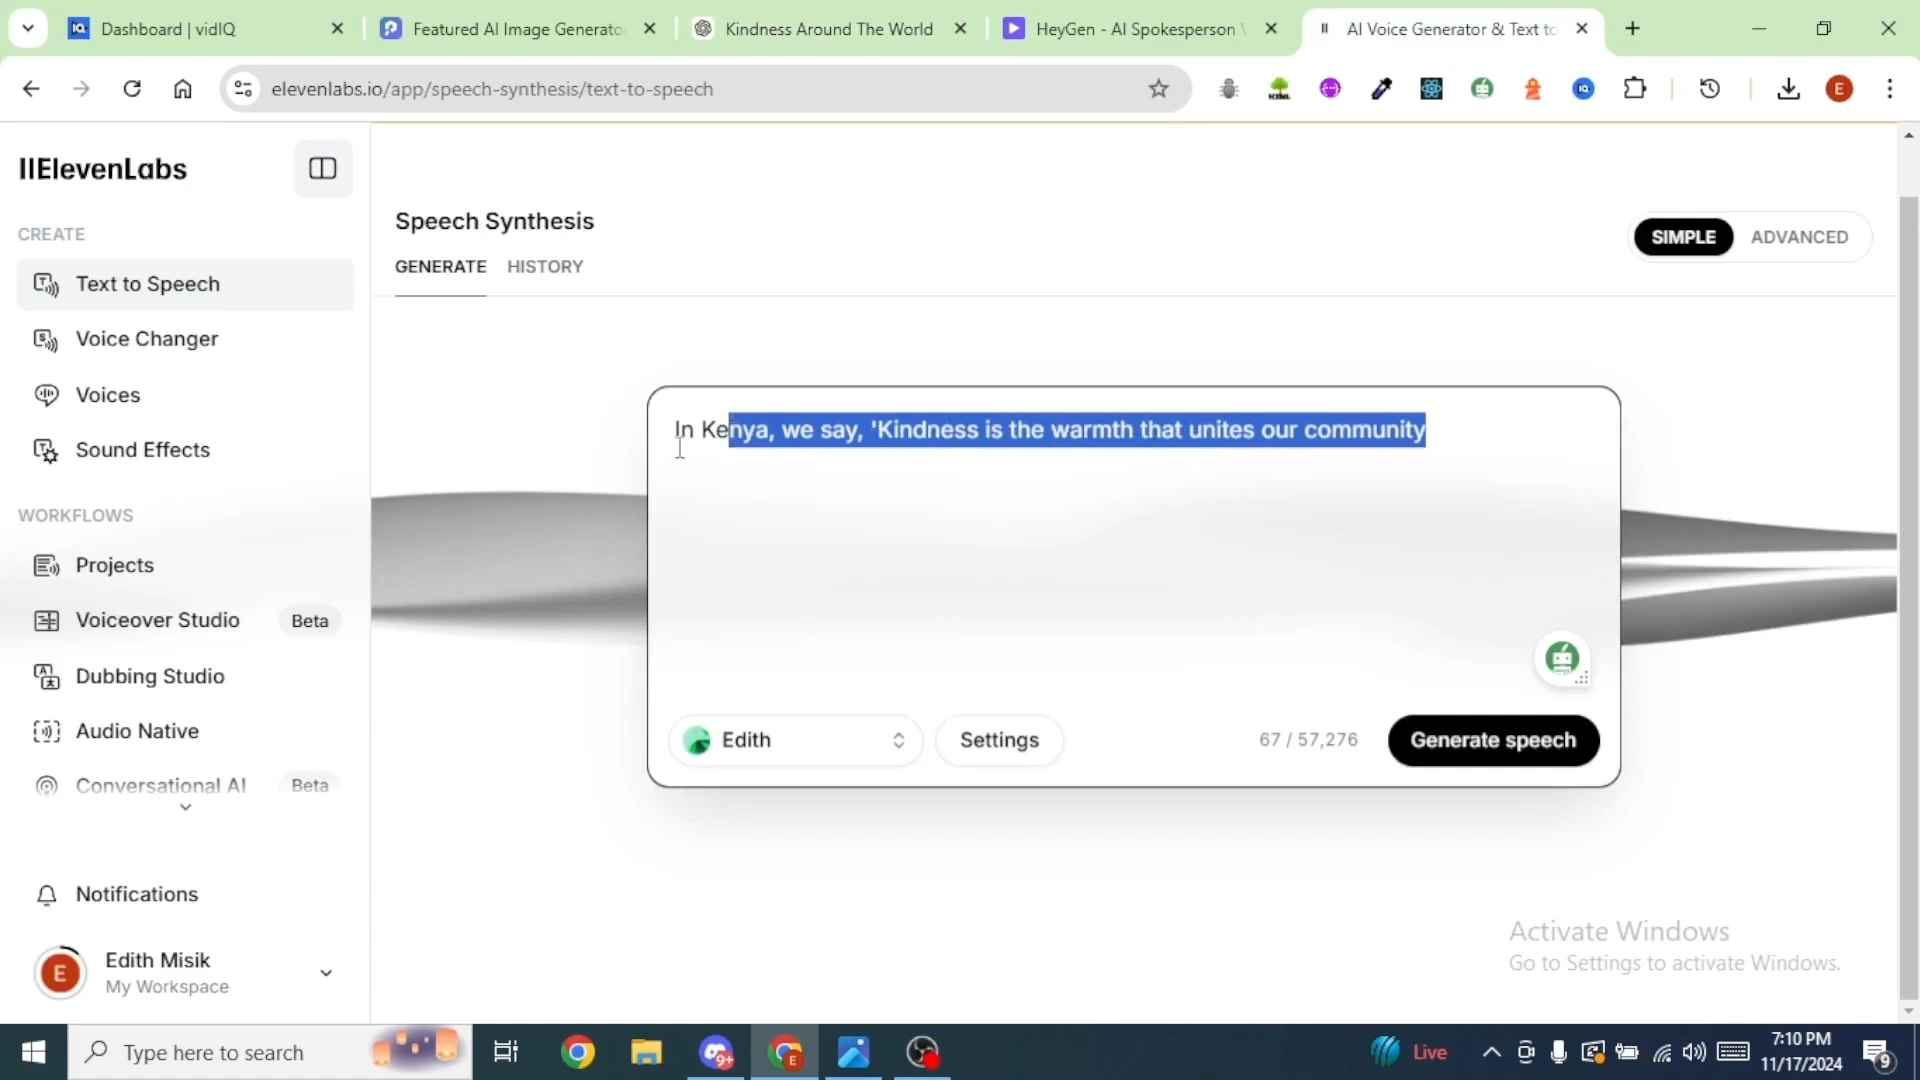 Dashboard | vidIQ
Featured AI Image Generato
Kindness Around The World
HeyGen - AI Spokesperson
AI Voice Generator & Text to
elevenlabs.io/app/speech-synthesis/text-to-speech
E
IIElevenLabs
CREATE
Text to Speech
Voice Changer
Voices
Sound Effects
WORKFLOWS
Projects
Voiceover Studio Beta
Dubbing Studio
Audio Native
Conversational AI Beta
Notifications
E
Edith Misik
My Workspace
Speech Synthesis
GENERATE HISTORY
SIMPLE ADVANCED
In Kenya, we say, 'Kindness is the warmth that unites our community
Edith
Settings
67 / 57,276
Generate speech
Activate Windows
Go to Settings to activate Windows.
Type here to search
9+
E
Live
7:10 PM
11/17/2024
9